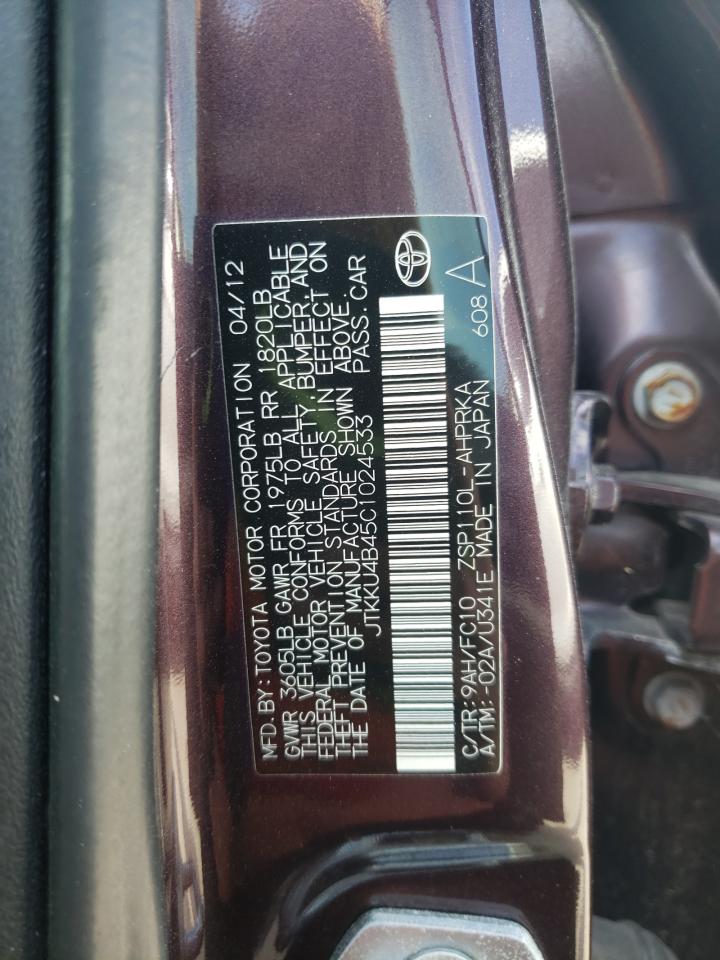 MFD.BY:TOYOTA MOTOR CORPORATION 04/12
GVWR 3605LB GAWR FR 1975LB RR 1820LB
THIS VEHICLE CONFORMS TO ALL APPLICABLE
FEDERAL MOTOR VEHICLE SAFETY,BUMPER,AND
THEFT PREVENTION STANDARDS IN EFFECT ON
THE DATE OF MANUFACTURE SHOWN ABOVE.
JTKKU4B45C1024533 PASS.CAR
C/TR:9AH/FC10 ZSP110L-AHPRKA 608
A/TM:-02A/U341E MADE IN JAPAN A